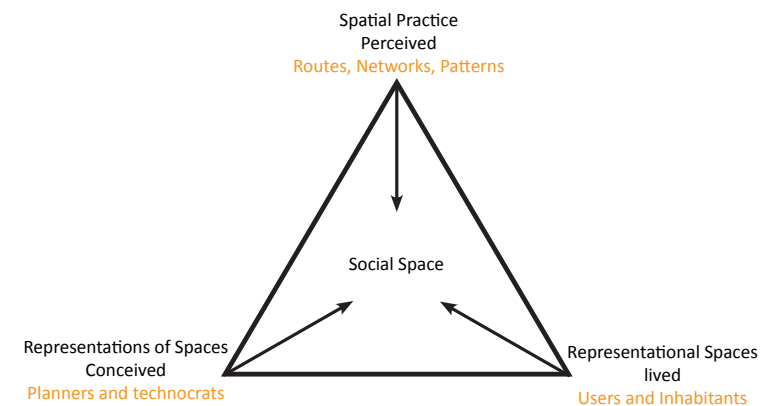 Spatial Practice
Perceived
Routes, Networks, Patterns
Social Space
Representations of Spaces
Conceived
Planners and technocrats
Representational Spaces
lived
Users and Inhabitants